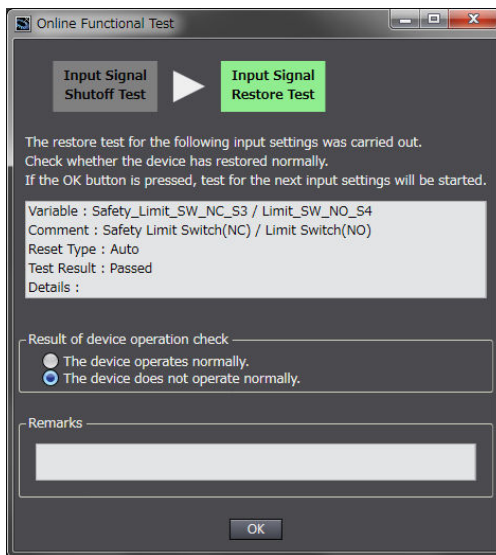 Online Functional Test
Input Signal
Shutoff Test
Input Signal
Restore Test
The restore test for the following input settings was carried out.
Check whether the device has restored normally.
If the OK button is pressed, test for the next input settings will be started.
Variable : Safety_Limit_SW_NC_S3 / Limit_SW_NO_S4
Comment : Safety Limit Switch(NC) / Limit Switch(NO)
Reset Type : Auto
Test Result : Passed
Details :
Result of device operation check
The device operates normally.
The device does not operate normally.
Remarks
OK